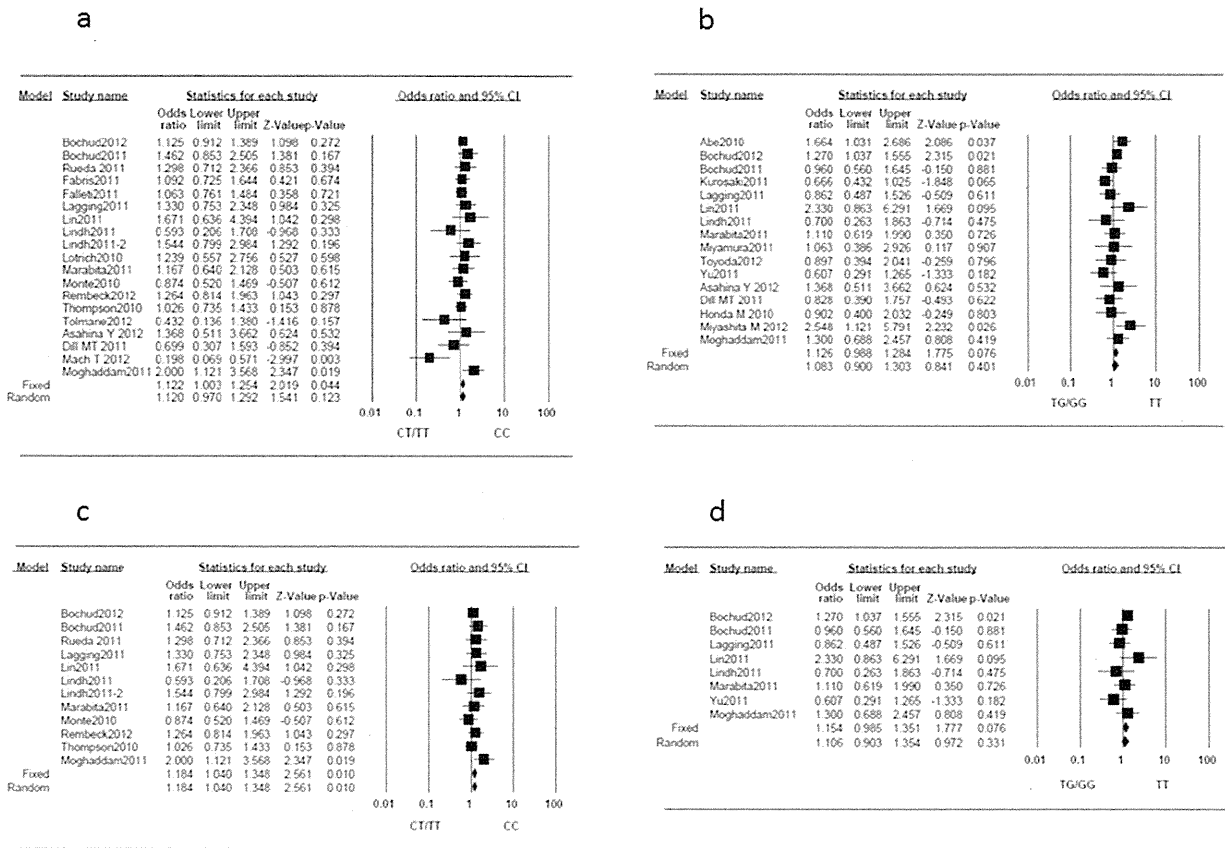 a
Model Study name Statistics for each study Odds ratio and 95% CI
Odds Lower Upper
ratio limit limit Z-Value p-Value
Bochud2012 1.125 0.912 1.389 1.098 0.272
Bochud2011 1.462 0.853 2.505 1.381 0.167
Rueda 2011 1.298 0.712 2.366 0.853 0.394
Fabris2011 1.092 0.725 1.644 0.421 0.674
Falleti2011 1.063 0.761 1.484 0.358 0.721
Lagging2011 1.330 0.753 2.348 0.984 0.325
Lin2011 1.671 0.636 4.394 1.042 0.298
Lindh2011 0.593 0.206 1.708 -0.968 0.333
Lindh2011-2 1.544 0.799 2.984 1.292 0.196
Lotrich2010 1.239 0.557 2.756 0.527 0.598
Marabita2011 1.167 0.640 2.128 0.503 0.615
Monte2010 0.874 0.520 1.469 -0.507 0.612
Rembeck2012 1.264 0.814 1.963 1.043 0.297
Thompson2010 1.026 0.735 1.433 0.153 0.878
Tolmane2012 0.432 0.136 1.380 -1.416 0.157
Asahina Y 2012 1.368 0.511 3.662 0.624 0.532
Dill MT 2011 0.699 0.307 1.593 -0.852 0.394
Mach T 2012 0.198 0.069 0.571 -2.997 0.003
Moghaddam2011 2.000 1.121 3.568 2.347 0.019
Fixed 1.122 1.003 1.254 2.019 0.044
Random 1.120 0.970 1.292 1.541 0.123
0.01 0.1 1 10 100
CT/TT CC
b
Model Study name Statistics for each study Odds ratio and 95% CI
Odds Lower Upper
ratio limit limit Z-Value p-Value
Abe2010 1.664 1.031 2.686 2.086 0.037
Bochud2012 1.270 1.037 1.555 2.315 0.021
Bochud2011 0.960 0.560 1.645 -0.150 0.881
Kurosaki2011 0.666 0.432 1.025 -1.848 0.065
Lagging2011 0.862 0.487 1.526 -0.509 0.611
Lin2011 2.330 0.863 6.291 1.669 0.095
Lindh2011 0.700 0.263 1.863 -0.714 0.475
Marabita2011 1.110 0.619 1.990 0.350 0.726
Miyamura2011 1.063 0.386 2.926 0.117 0.907
Toyoda2012 0.897 0.394 2.041 -0.259 0.796
Yu2011 0.607 0.291 1.265 -1.333 0.182
Asahina Y 2012 1.368 0.511 3.662 0.624 0.532
Dill MT 2011 0.828 0.390 1.757 -0.493 0.622
Honda M 2010 0.902 0.400 2.032 -0.249 0.803
Miyashita M 2012 2.548 1.121 5.791 2.232 0.026
Moghaddam2011 1.300 0.688 2.457 0.808 0.419
Fixed 1.126 0.988 1.284 1.775 0.076
Random 1.083 0.900 1.303 0.841 0.401
0.01 0.1 1 10 100
TG/GG TT
c
Model Study name Statistics for each study Odds ratio and 95% CI
Odds Lower Upper
ratio limit limit Z-Value p-Value
Bochud2012 1.125 0.912 1.389 1.098 0.272
Bochud2011 1.462 0.853 2.505 1.381 0.167
Rueda 2011 1.298 0.712 2.366 0.853 0.394
Lagging2011 1.330 0.753 2.348 0.984 0.325
Lin2011 1.671 0.636 4.394 1.042 0.298
Lindh2011 0.593 0.206 1.708 -0.968 0.333
Lindh2011-2 1.544 0.799 2.984 1.292 0.196
Marabita2011 1.167 0.640 2.128 0.503 0.615
Monte2010 0.874 0.520 1.469 -0.507 0.612
Rembeck2012 1.264 0.814 1.963 1.043 0.297
Thompson2010 1.026 0.735 1.433 0.153 0.878
Moghaddam2011 2.000 1.121 3.568 2.347 0.019
Fixed 1.184 1.040 1.348 2.561 0.010
Random 1.184 1.040 1.348 2.561 0.010
0.01 0.1 1 10 100
CT/TT CC
d
Model Study name Statistics for each study Odds ratio and 95% CI
Odds Lower Upper
ratio limit limit Z-Value p-Value
Bochud2012 1.270 1.037 1.555 2.315 0.021
Bochud2011 0.960 0.560 1.645 -0.150 0.881
Lagging2011 0.862 0.487 1.526 -0.509 0.611
Lin2011 2.330 0.863 6.291 1.669 0.095
Lindh2011 0.700 0.263 1.863 -0.714 0.475
Marabita2011 1.110 0.619 1.990 0.350 0.726
Yu2011 0.607 0.291 1.265 -1.333 0.182
Moghaddam2011 1.300 0.688 2.457 0.808 0.419
Fixed 1.154 0.985 1.351 1.777 0.076
Random 1.106 0.903 1.354 0.972 0.331
0.01 0.1 1 10 100
TG/GG TT